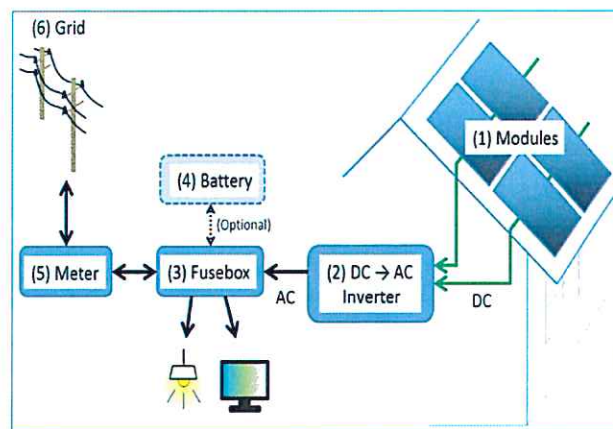 (6) Grid
(1) Modules
(4) Battery
(Optional)
(5) Meter
(3) Fusebox
(2) DC → AC
Inverter
AC
DC